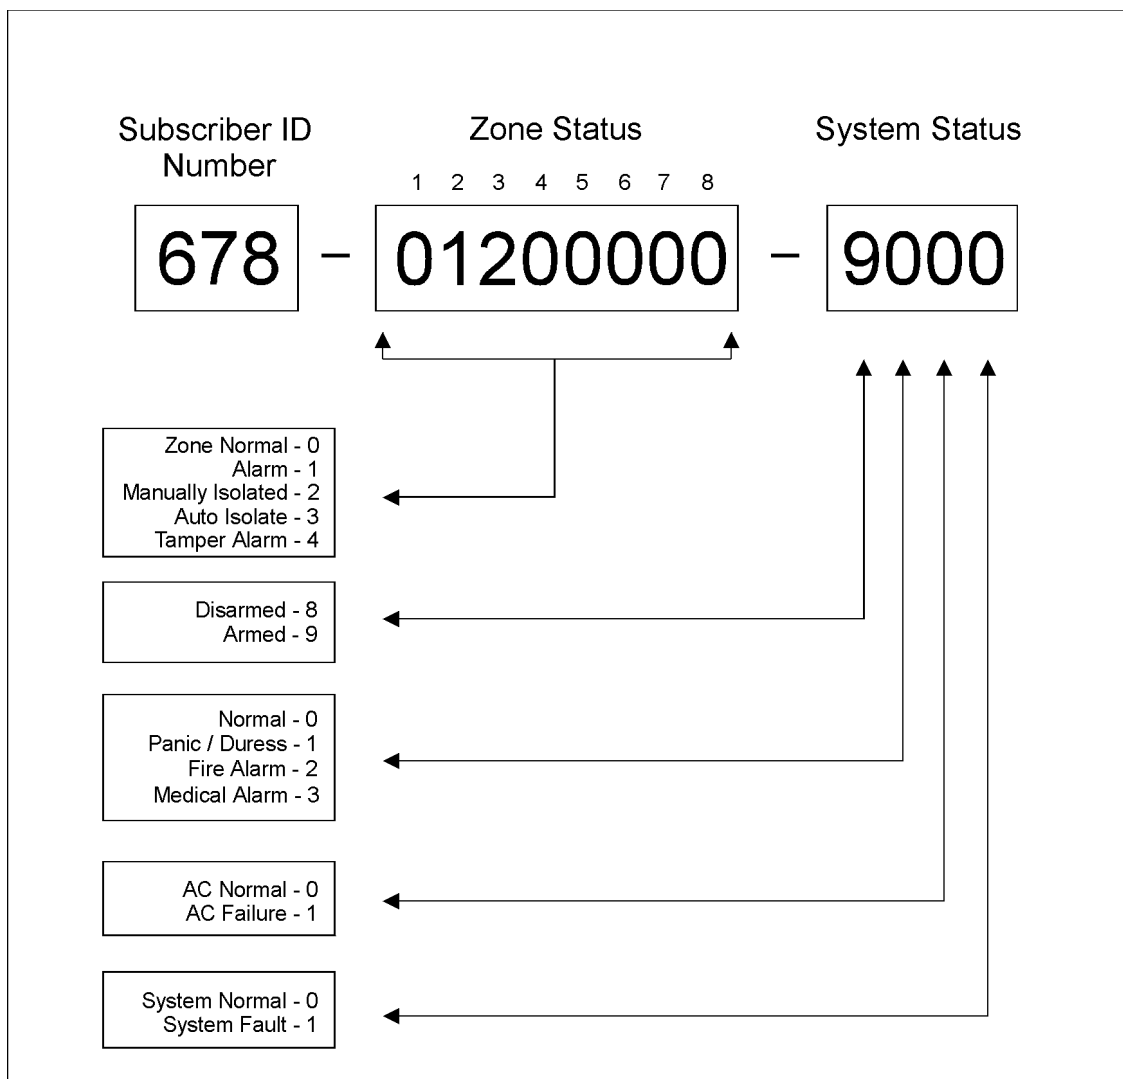 Subscriber ID
Number
Zone Status
System Status
1 2 3 4 5 6 7 8
678 - 01200000 - 9000
Zone Normal - 0
Alarm - 1
Manually Isolated - 2
Auto Isolate - 3
Tamper Alarm - 4
Disarmed - 8
Armed - 9
Normal - 0
Panic / Duress - 1
Fire Alarm - 2
Medical Alarm - 3
AC Normal - 0
AC Failure - 1
System Normal - 0
System Fault - 1